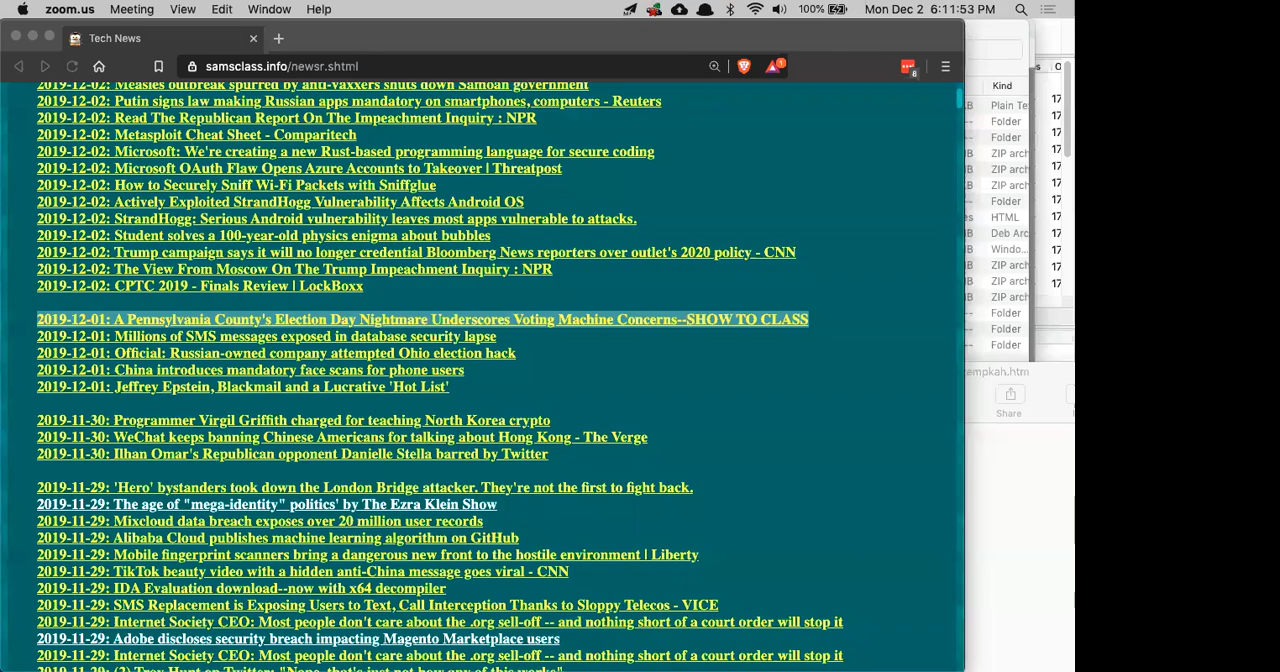 zoom.us Meeting View Edit Window Help 100% Mon Dec 2 6:11:53 PM
Tech News
samsclass.info/newsr.shtml
1
8
2019-12-02: Measles outbreak spurred by anti-vaxxers shuts down Samoan government
2019-12-02: Putin signs law making Russian apps mandatory on smartphones, computers - Reuters
2019-12-02: Read The Republican Report On The Impeachment Inquiry : NPR
2019-12-02: Metasploit Cheat Sheet - Comparitech
2019-12-02: Microsoft: We're creating a new Rust-based programming language for secure coding
2019-12-02: Microsoft OAuth Flaw Opens Azure Accounts to Takeover | Threatpost
2019-12-02: How to Securely Sniff Wi-Fi Packets with Sniffglue
2019-12-02: Actively Exploited StrandHogg Vulnerability Affects Android OS
2019-12-02: StrandHogg: Serious Android vulnerability leaves most apps vulnerable to attacks.
2019-12-02: Student solves a 100-year-old physics enigma about bubbles
2019-12-02: Trump campaign says it will no longer credential Bloomberg News reporters over outlet's 2020 policy - CNN
2019-12-02: The View From Moscow On The Trump Impeachment Inquiry : NPR
2019-12-02: CPTC 2019 - Finals Review | LockBoxx
2019-12-01: A Pennsylvania County's Election Day Nightmare Underscores Voting Machine Concerns--SHOW TO CLASS
2019-12-01: Millions of SMS messages exposed in database security lapse
2019-12-01: Official: Russian-owned company attempted Ohio election hack
2019-12-01: China introduces mandatory face scans for phone users
2019-12-01: Jeffrey Epstein, Blackmail and a Lucrative 'Hot List'
2019-11-30: Programmer Virgil Griffith charged for teaching North Korea crypto
2019-11-30: WeChat keeps banning Chinese Americans for talking about Hong Kong - The Verge
2019-11-30: Ilhan Omar's Republican opponent Danielle Stella barred by Twitter
2019-11-29: 'Hero' bystanders took down the London Bridge attacker. They're not the first to fight back.
2019-11-29: The age of "mega-identity" politics' by The Ezra Klein Show
2019-11-29: Mixcloud data breach exposes over 20 million user records
2019-11-29: Alibaba Cloud publishes machine learning algorithm on GitHub
2019-11-29: Mobile fingerprint scanners bring a dangerous new front to the hostile environment | Liberty
2019-11-29: TikTok beauty video with a hidden anti-China message goes viral - CNN
2019-11-29: IDA Evaluation download--now with x64 decompiler
2019-11-29: SMS Replacement is Exposing Users to Text, Call Interception Thanks to Sloppy Telecos - VICE
2019-11-29: Internet Society CEO: Most people don't care about the .org sell-off -- and nothing short of a court order will stop it
2019-11-29: Adobe discloses security breach impacting Magento Marketplace users
2019-11-29: Internet Society CEO: Most people don't care about the .org sell-off -- and nothing short of a court order will stop it
2019-11-29: (2) Troy Hunt on Twitter: "Nope, that's just not how any of this works"
Kind
Plain Te
Folder
Folder
ZIP arch
ZIP arch
ZIP arch
Folder
HTML
Deb Arc
Windo...
ZIP arch
ZIP arch
ZIP arch
Folder
Folder
Folder
empkah.htm
Share